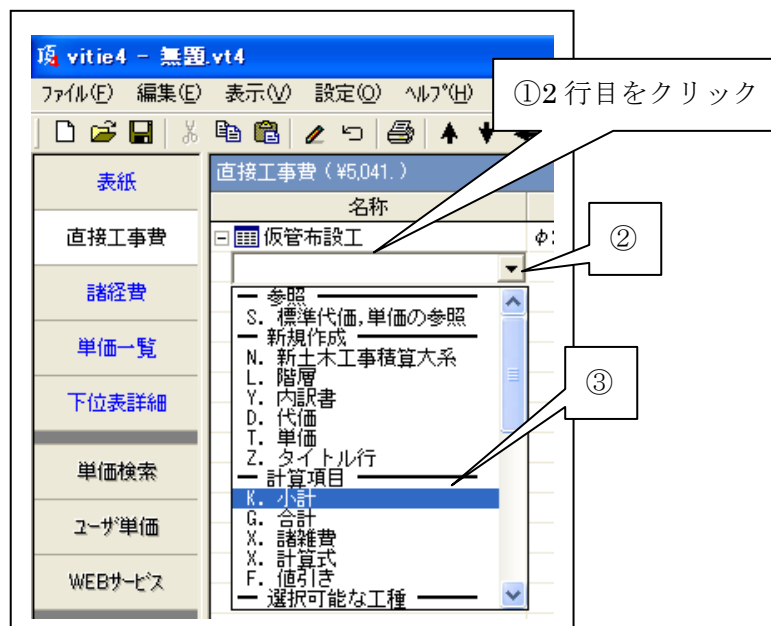 頂 vitie4 - 無題.vt4
ファイル(F) 編集(E) 表示(V) 設定(O) ヘルプ(H)
①2行目をクリック
表紙
直接工事費
諸経費
単価一覧
下位表詳細
単価検索
ユーザ単価
WEBサービス
直接工事費(¥5,041.)
名称
仮管布設工
φ
②
参照
S. 標準代価,単価の参照
新規作成
N. 新土木工事積算大系
L. 階層
Y. 内訳書
D. 代価
T. 単価
Z. タイトル行
計算項目
③
K. 小計
G. 合計
X. 諸雑費
X. 計算式
F. 値引き
選択可能な工種